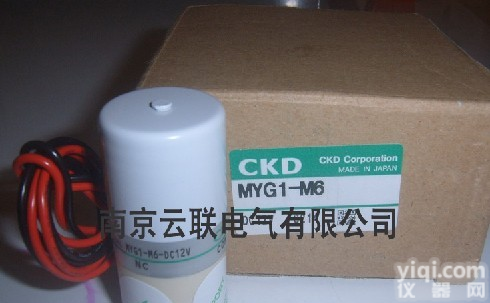 CKD CKD Corporation
MADE IN JAPAN
MYG1-M6
南京云联电气有限公司
MYG1-M6-DC12V
NC
yiqi.com
仪器网